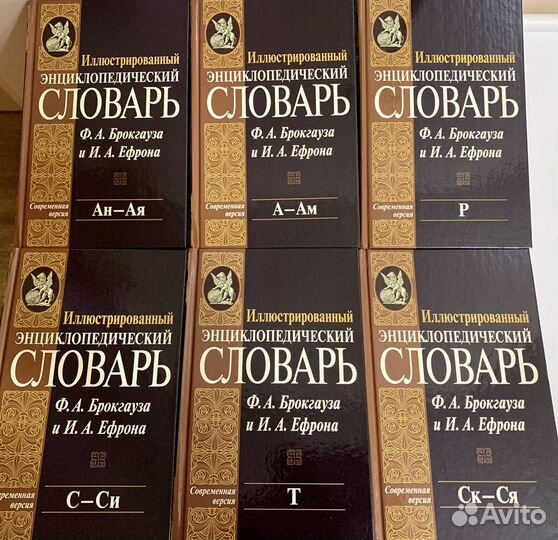 Иллюстрированный
ЭНЦИКЛОПЕДИЧЕСКИЙ
СЛОВАРЬ
Ф. А. Брокгауза
и И. А. Ефрона
Современная
версия
Ан–Ая
Иллюстрированный
ЭНЦИКЛОПЕДИЧЕСКИЙ
СЛОВАРЬ
Ф. А. Брокгауза
и И. А. Ефрона
Современная
версия
А–Ам
Иллюстрированный
ЭНЦИКЛОПЕДИЧЕСКИЙ
СЛОВАРЬ
Ф. А. Брокгауза
и И. А. Ефрона
Современная
версия
Р
Иллюстрированный
ЭНЦИКЛОПЕДИЧЕСКИЙ
СЛОВАРЬ
Ф. А. Брокгауза
и И. А. Ефрона
Современная
версия
С–Си
Иллюстрированный
ЭНЦИКЛОПЕДИЧЕСКИЙ
СЛОВАРЬ
Ф. А. Брокгауза
и И. А. Ефрона
Современная
версия
Т
Иллюстрированный
ЭНЦИКЛОПЕДИЧЕСКИЙ
СЛОВАРЬ
Ф. А. Брокгауза
и И. А. Ефрона
Современная
версия
Ск–Ся
Avito